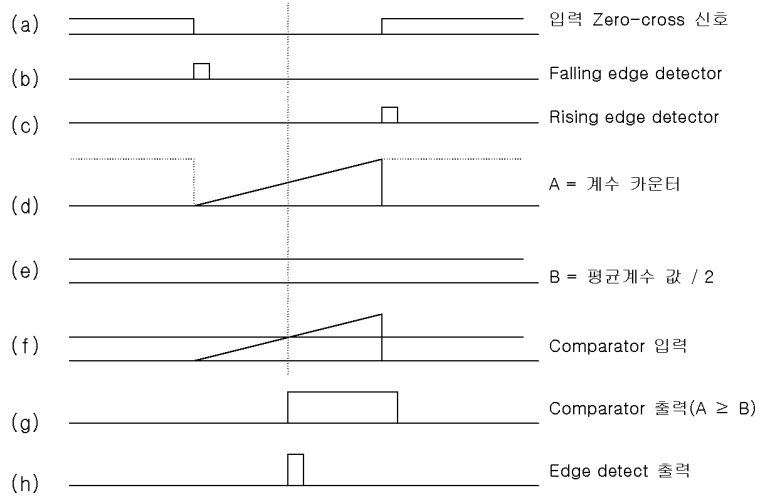 (a) 입력 Zero-cross 신호
(b) Falling edge detector
(c) Rising edge detector
(d) A = 계수 카운터
(e) B = 평균계수 값 / 2
(f) Comparator 입력
(g) Comparator 출력(A ≥ B)
(h) Edge detect 출력